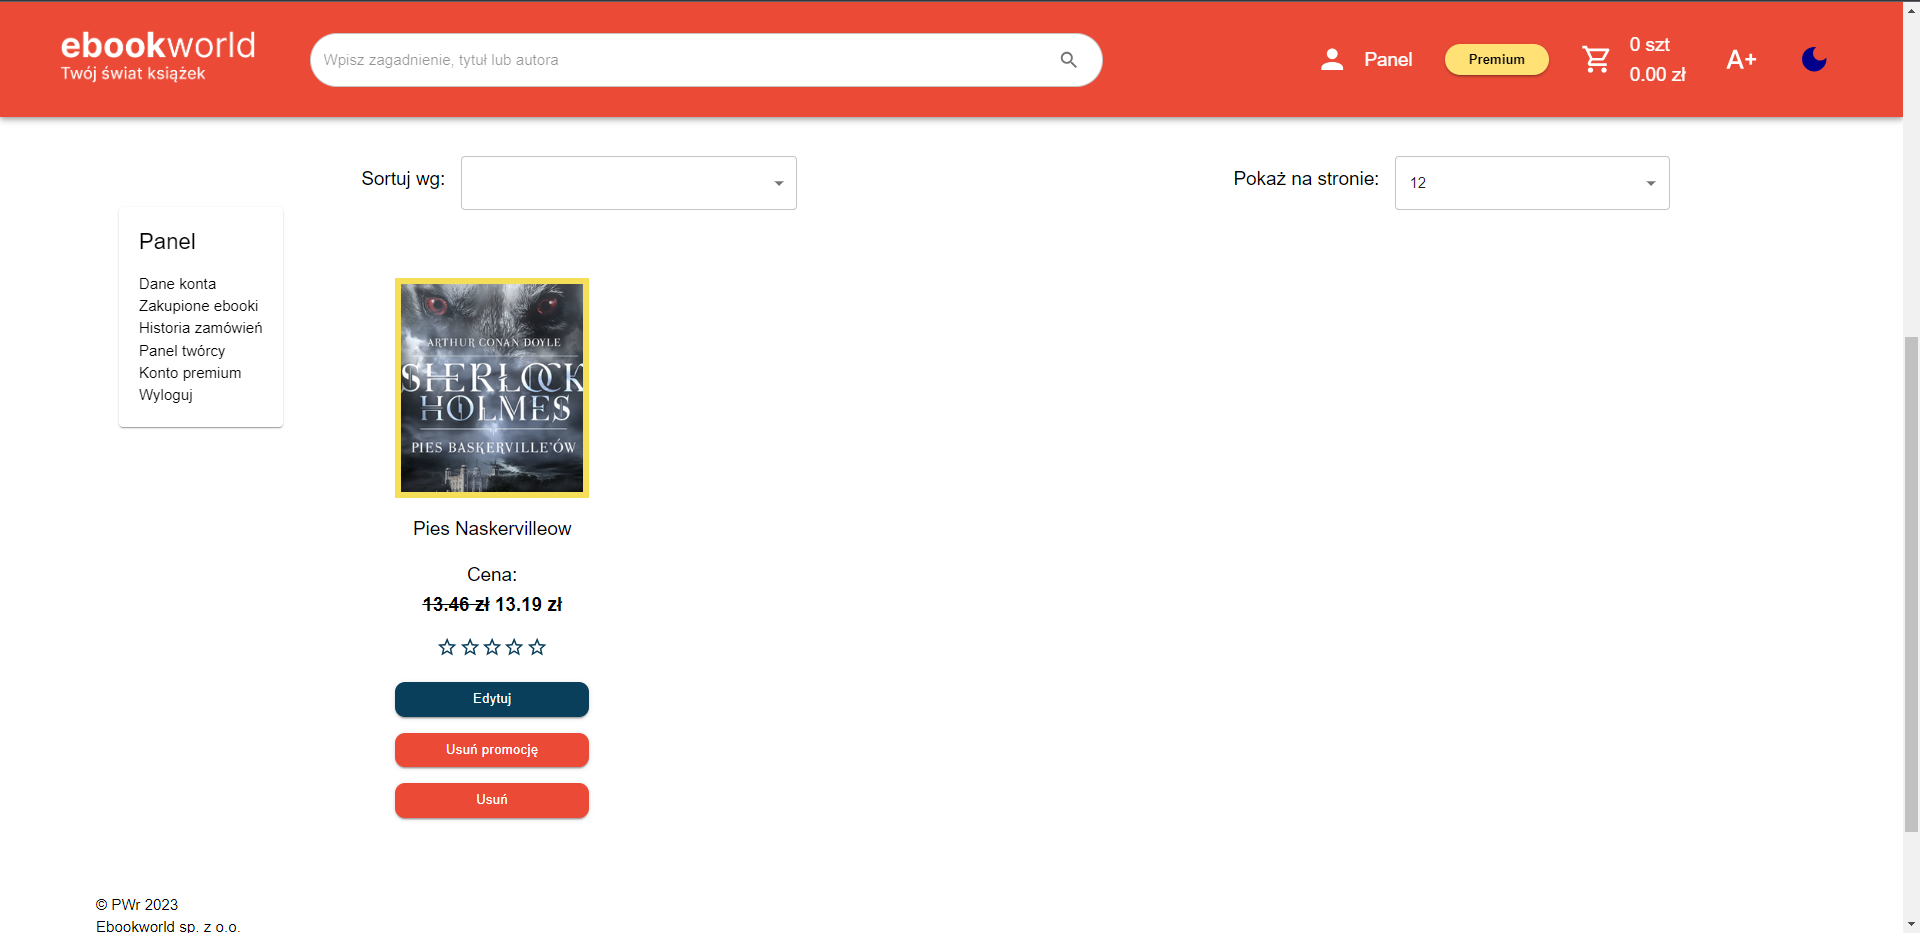 ebookworld
Twój świat książek
Wpisz zagadnienie, tytuł lub autora
Panel
Premium
0 szt
0.00 zł
A+
Sortuj wg:
Pokaż na stronie:
12
Panel
Dane konta
Zakupione ebooki
Historia zamówień
Panel twórcy
Konto premium
Wyloguj
ARTHUR CONAN DOYLE
SHERLOCK
HOLMES
PIES BASKERVILLE'ÓW
Pies Naskervilleow
Cena:
13.46 zł 13.19 zł
Edytuj
Usuń promocję
Usuń
© PWr 2023
Ebookworld sp. z o.o.